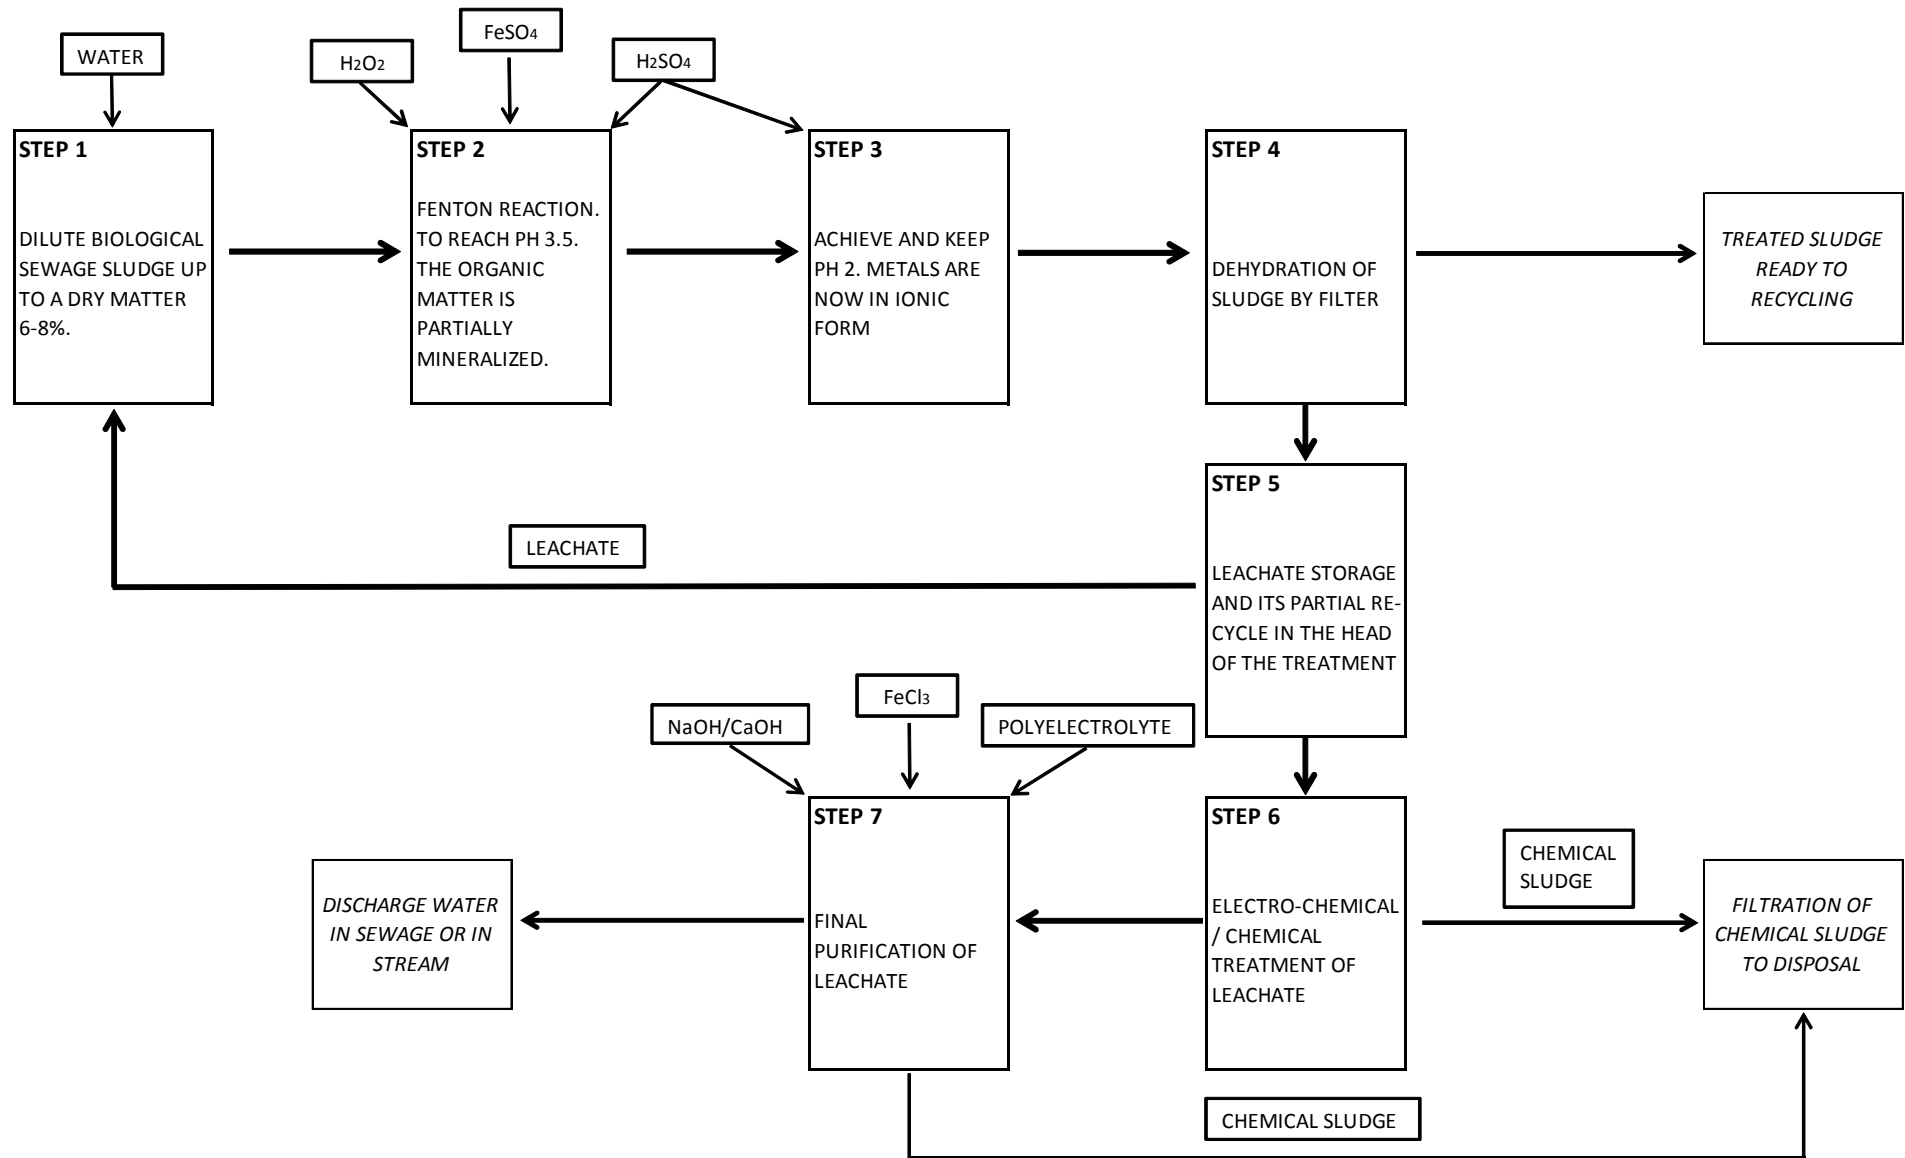 WATER
H2O2
FeSO4
H2SO4
STEP 1
DILUTE BIOLOGICAL
SEWAGE SLUDGE UP
TO A DRY MATTER
6-8%.
STEP 2
FENTON REACTION.
TO REACH PH 3.5.
THE ORGANIC
MATTER IS
PARTIALLY
MINERALIZED.
STEP 3
ACHIEVE AND KEEP
PH 2. METALS ARE
NOW IN IONIC
FORM
STEP 4
DEHYDRATION OF
SLUDGE BY FILTER
TREATED SLUDGE
READY TO
RECYCLING
STEP 5
LEACHATE STORAGE
AND ITS PARTIAL RE-
CYCLE IN THE HEAD
OF THE TREATMENT
LEACHATE
NaOH/CaOH
FeCl3
POLYELECTROLYTE
STEP 7
FINAL
PURIFICATION OF
LEACHATE
STEP 6
ELECTRO-CHEMICAL
/ CHEMICAL
TREATMENT OF
LEACHATE
CHEMICAL
SLUDGE
FILTRATION OF
CHEMICAL SLUDGE
TO DISPOSAL
DISCHARGE WATER
IN SEWAGE OR IN
STREAM
CHEMICAL SLUDGE